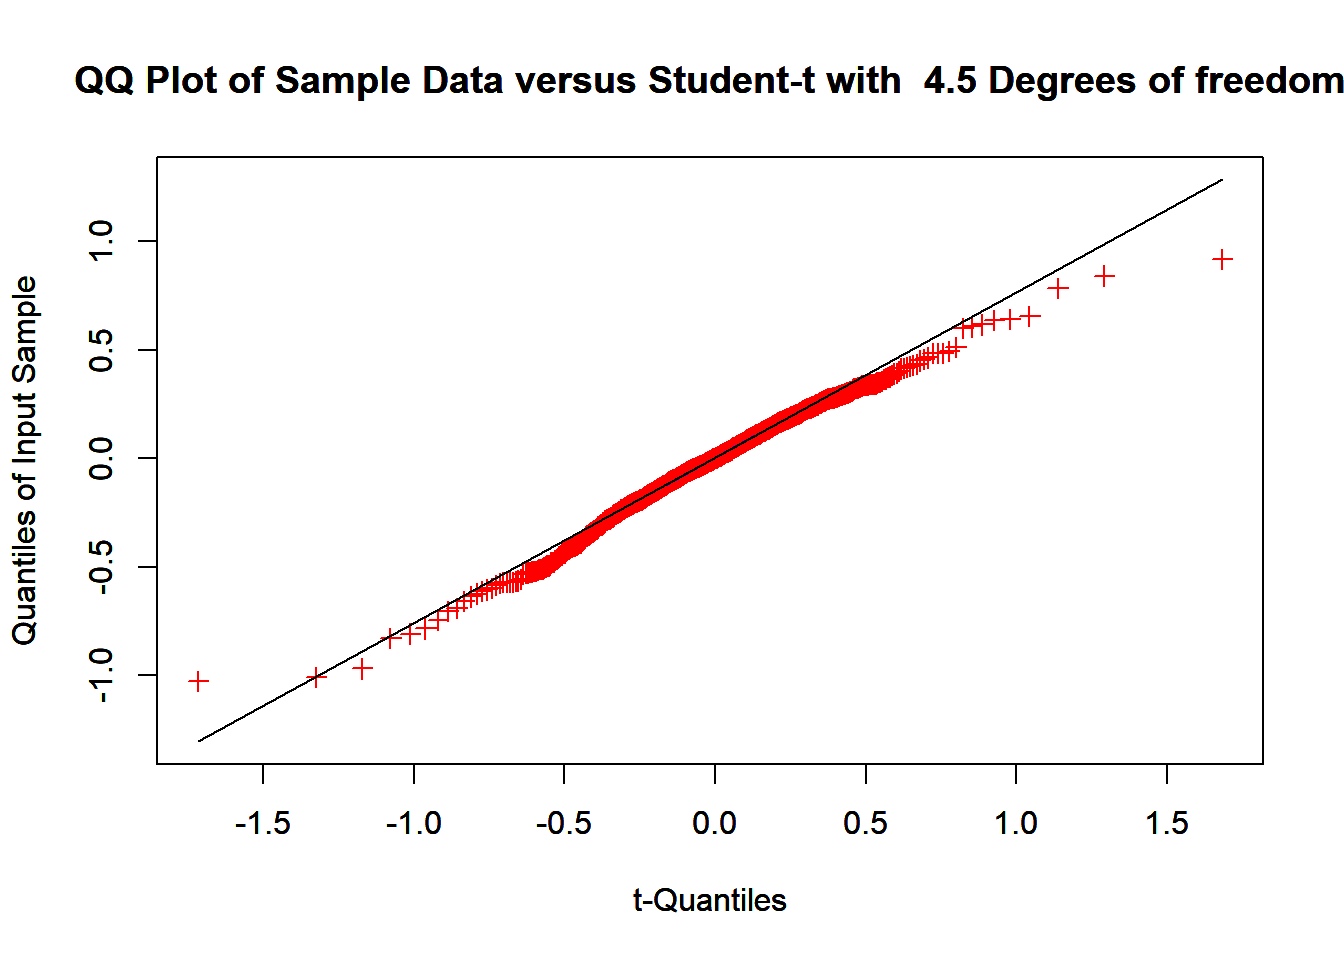 QQ Plot of Sample Data versus Student-t with  4.5 Degrees of freedom
Quantiles of Input Sample
1.0
0.5
0.0
-0.5
-1.0
-1.5 -1.0 -0.5 0.0 0.5 1.0 1.5
t-Quantiles